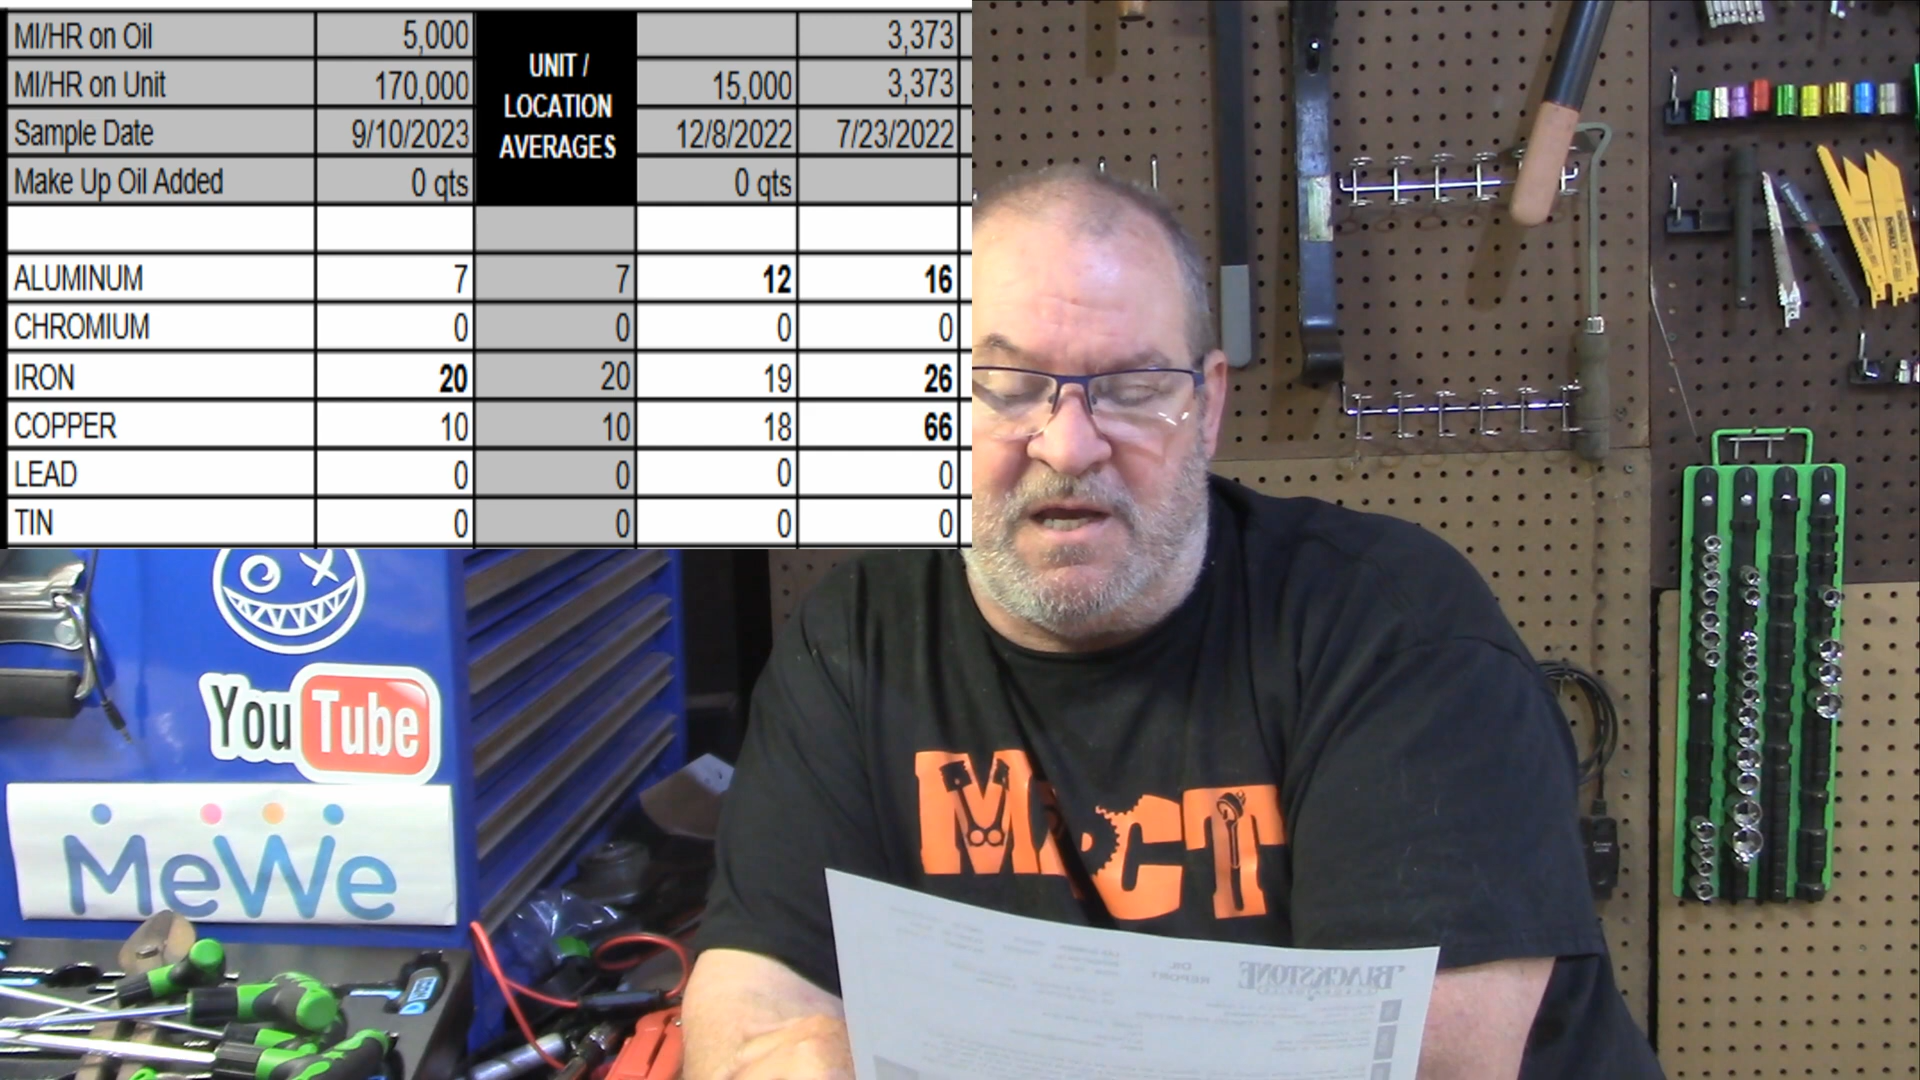 MI/HR on Oil 5,000 3,373
MI/HR on Unit 170,000 15,000 3,373
Sample Date 9/10/2023 12/8/2022 7/23/2022
Make Up Oil Added 0 qts 0 qts
UNIT /
LOCATION
AVERAGES
ALUMINUM 7 7 12 16
CHROMIUM 0 0 0 0
IRON 20 20 19 26
COPPER 10 10 18 66
LEAD 0 0 0 0
TIN 0 0 0 0
YouTube
MeWe
BLACKSTONE
OIL
REPORT